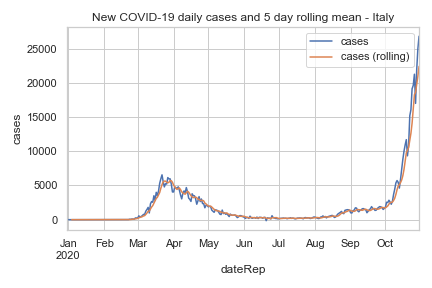 New COVID-19 daily cases and 5 day rolling mean - Italy
cases
cases (rolling)
25000
20000
15000
10000
5000
0
cases
Jan Feb Mar Apr May Jun Jul Aug Sep Oct
2020
dateRep